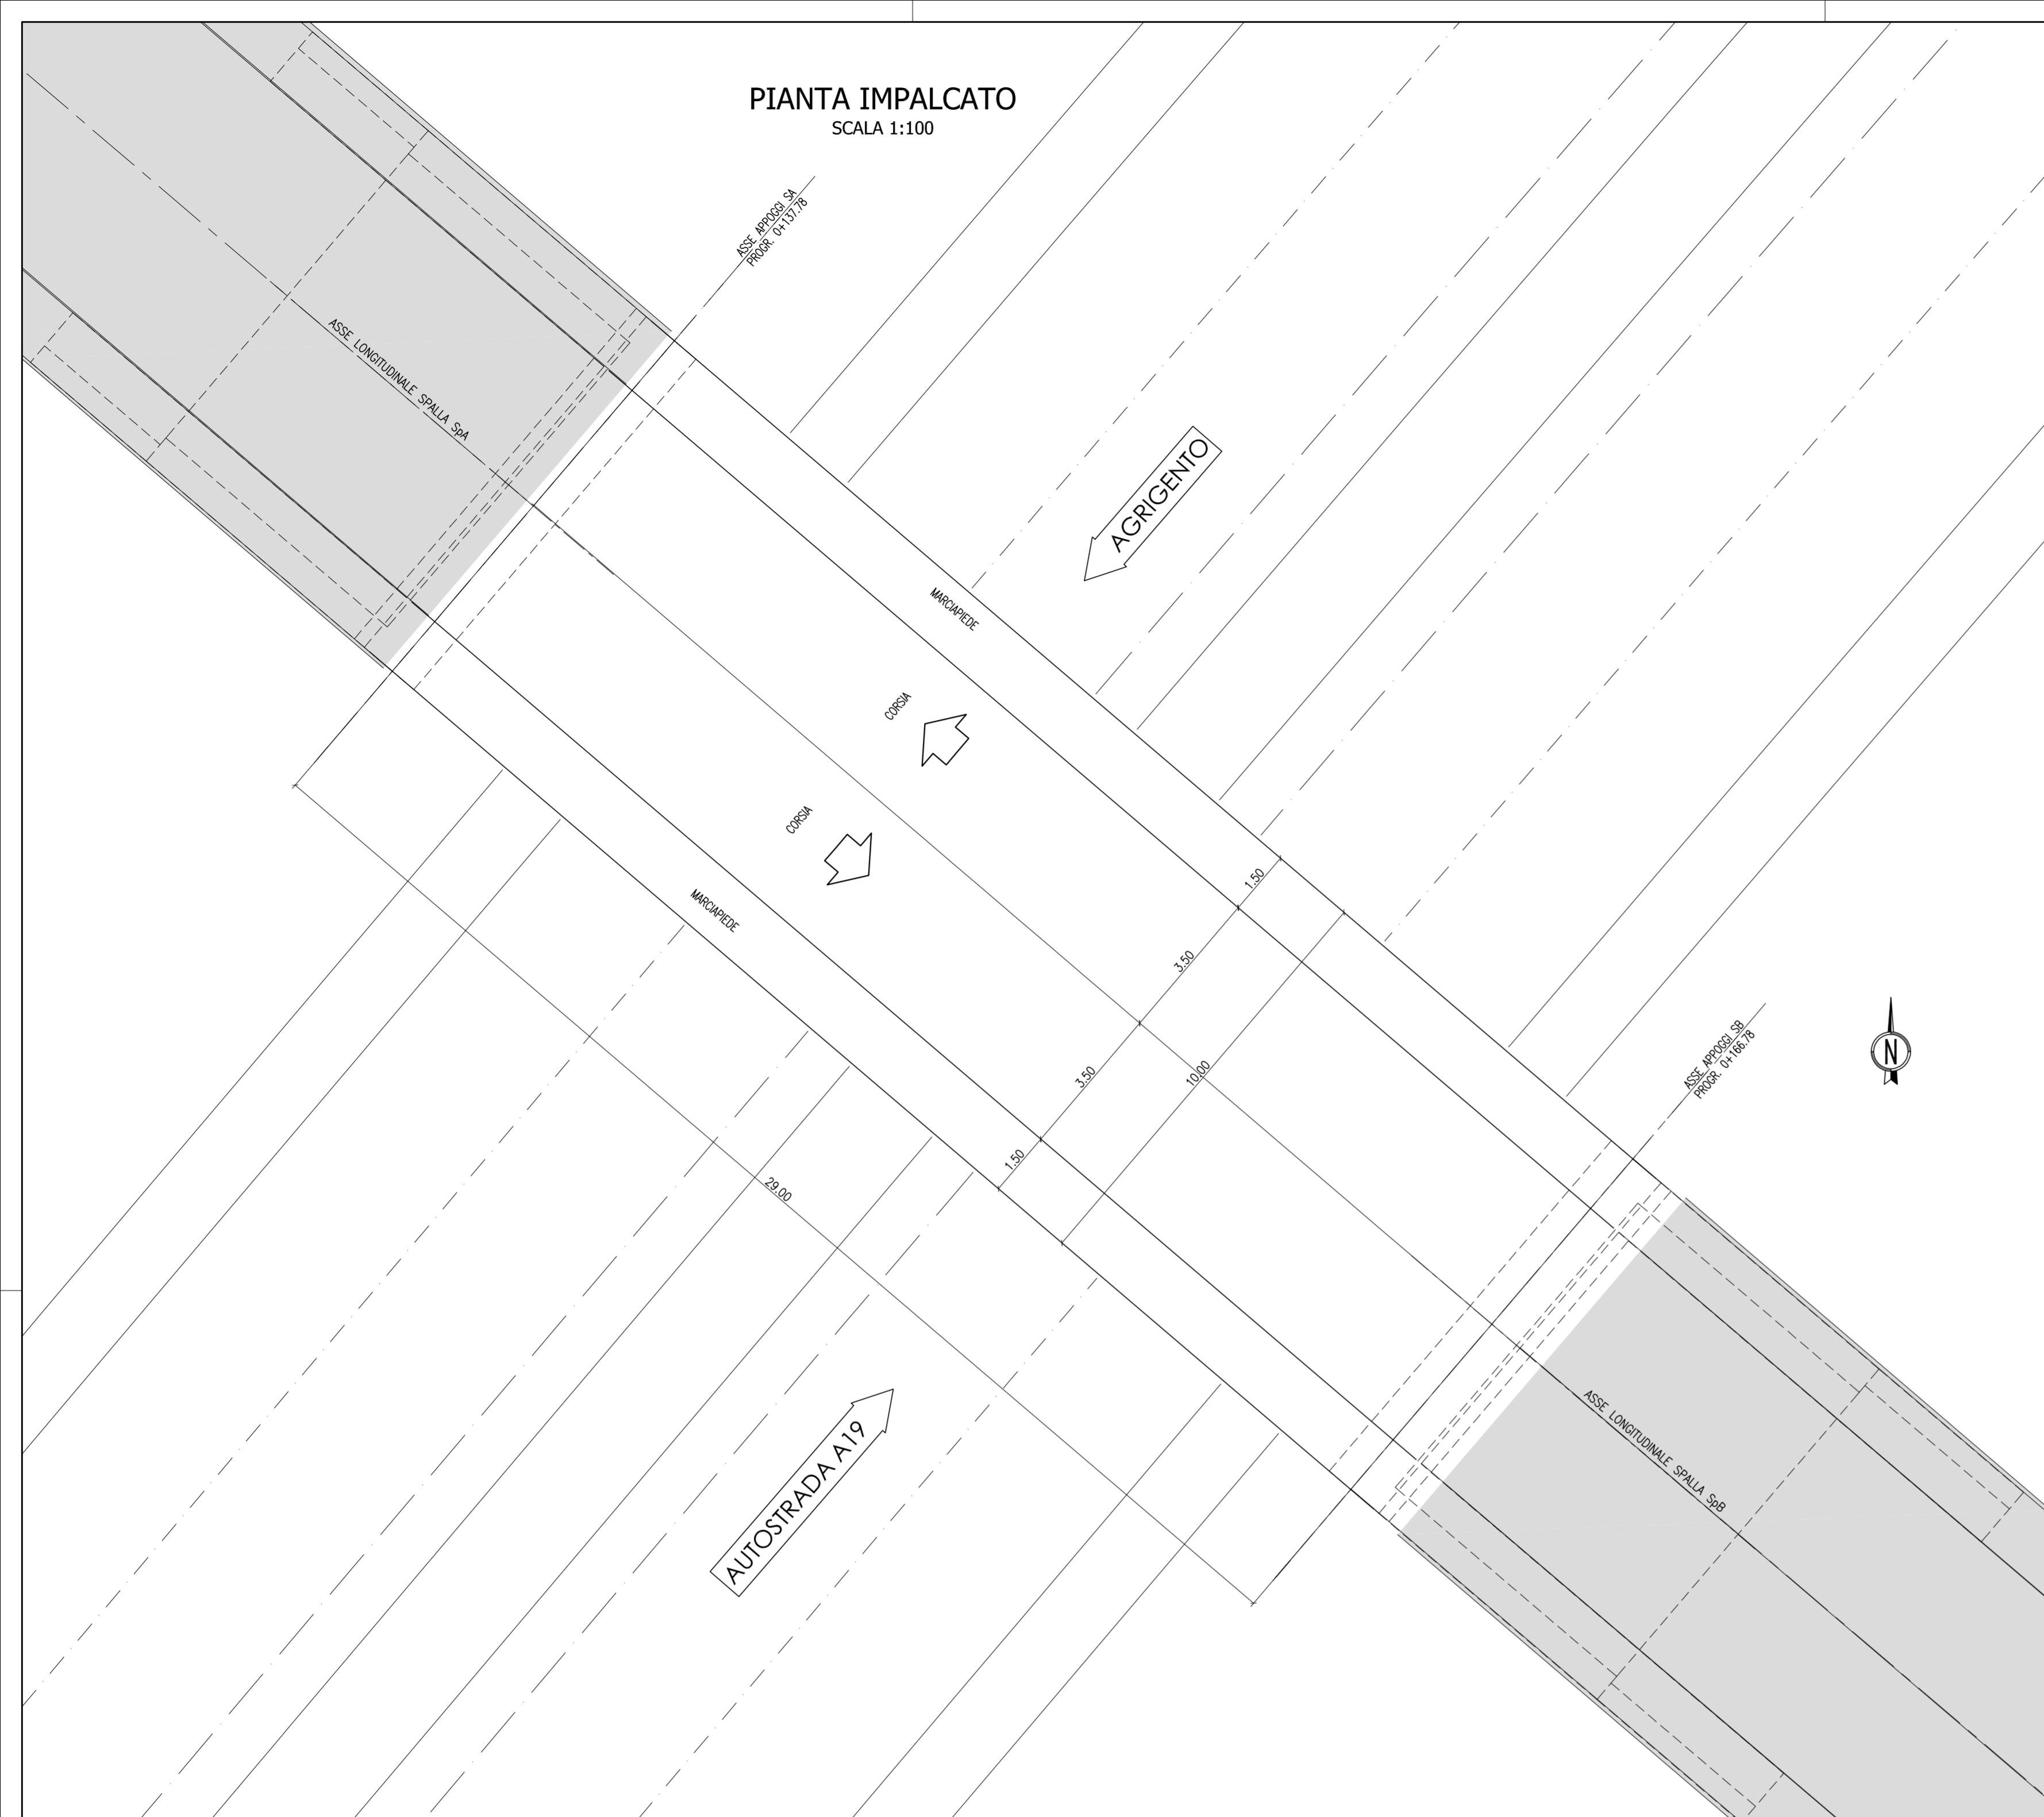 PIANTA IMPALCATO
SCALA 1:100
ASSE APPOGGI SA
PROGR. 0+137.78
ASSE LONGITUDINALE SPALLA SpA
AGRIGENTO
MARCIAPIEDE
CORSIA
CORSIA
MARCIAPIEDE
1.50
3.50
3.50
10.00
1.50
29.00
ASSE APPOGGI SB
PROGR. 0+166.78
N
ASSE LONGITUDINALE SPALLA SpB
AUTOSTRADA A19